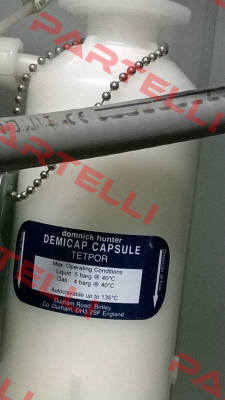 PARTELLI
PARTELLI
PARTELLI
domnick hunter
DEMICAP CAPSULE
TETPOR
Max. Operating Conditions
Liquid: 5 barg @ 40°C
Gas: 4 barg @ 40°C
Autoclavable up to 135°C
Durham Road, Birtley,
Co. Durham, DH3 2SF England